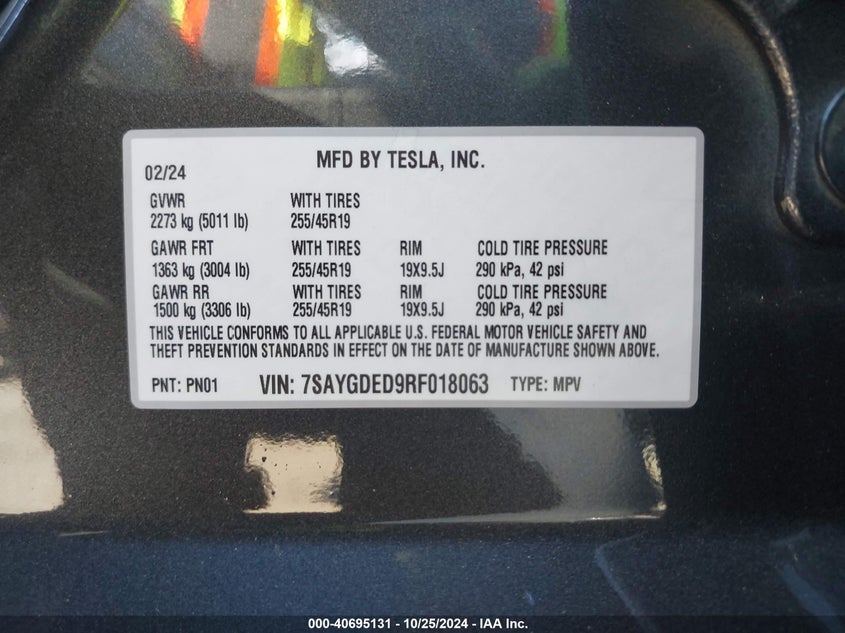 MFD BY TESLA, INC.
02/24
GVWR WITH TIRES
2273 kg (5011 lb) 255/45R19
GAWR FRT WITH TIRES RIM COLD TIRE PRESSURE
1363 kg (3004 lb) 255/45R19 19X9.5J 290 kPa, 42 psi
GAWR RR WITH TIRES RIM COLD TIRE PRESSURE
1500 kg (3306 lb) 255/45R19 19X9.5J 290 kPa, 42 psi
THIS VEHICLE CONFORMS TO ALL APPLICABLE U.S. FEDERAL MOTOR VEHICLE SAFETY AND
THEFT PREVENTION STANDARDS IN EFFECT ON THE DATE OF MANUFACTURE SHOWN ABOVE.
PNT: PN01 VIN: 7SAYGDED9RF018063 TYPE: MPV
000-40695131 - 10/25/2024 - IAA Inc.